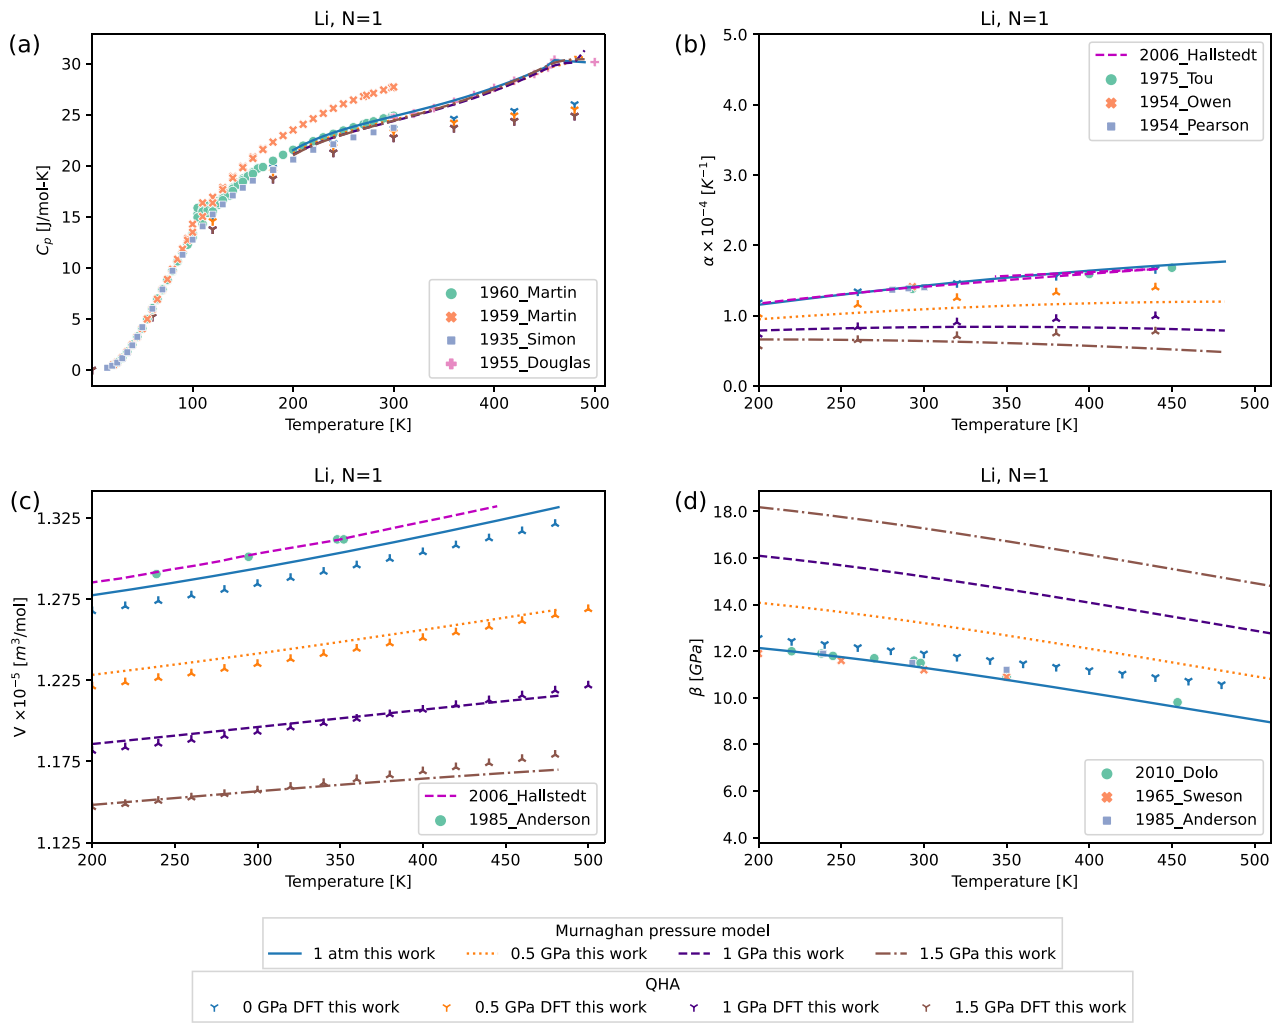 Li, N=1
(a)
30
25
20
15
10
5
0
C_p [J/mol-K]
1960_Martin
1959_Martin
1935_Simon
1955_Douglas
100 200 300 400 500
Temperature [K]
Li, N=1
(b)
5.0
4.0
3.0
2.0
1.0
0.0
α × 10⁻⁴ [K⁻¹]
2006_Hallstedt
1975_Tou
1954_Owen
1954_Pearson
200 250 300 350 400 450 500
Temperature [K]
Li, N=1
(c)
1.325
1.275
1.225
1.175
1.125
V ×10⁻⁵ [m³/mol]
2006_Hallstedt
1985_Anderson
200 250 300 350 400 450 500
Temperature [K]
Li, N=1
(d)
18.0
16.0
14.0
12.0
10.0
8.0
6.0
4.0
β [GPa]
2010_Dolo
1965_Sweson
1985_Anderson
200 250 300 350 400 450 500
Temperature [K]
Murnaghan pressure model
1 atm this work 0.5 GPa this work 1 GPa this work 1.5 GPa this work
QHA
0 GPa DFT this work 0.5 GPa DFT this work 1 GPa DFT this work 1.5 GPa DFT this work